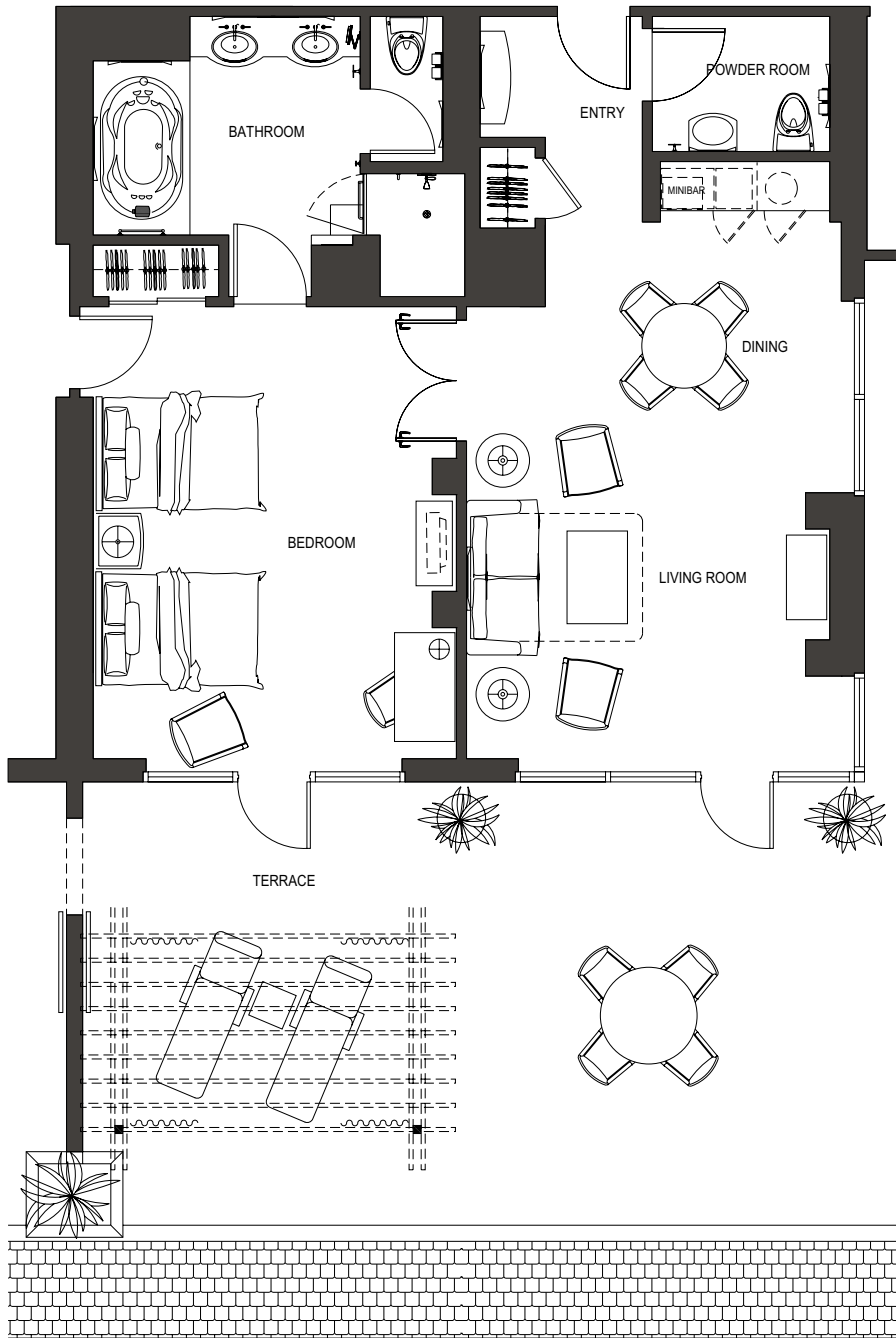 POWDER ROOM
ENTRY
BATHROOM
MINIBAR
DINING
BEDROOM
LIVING ROOM
TERRACE